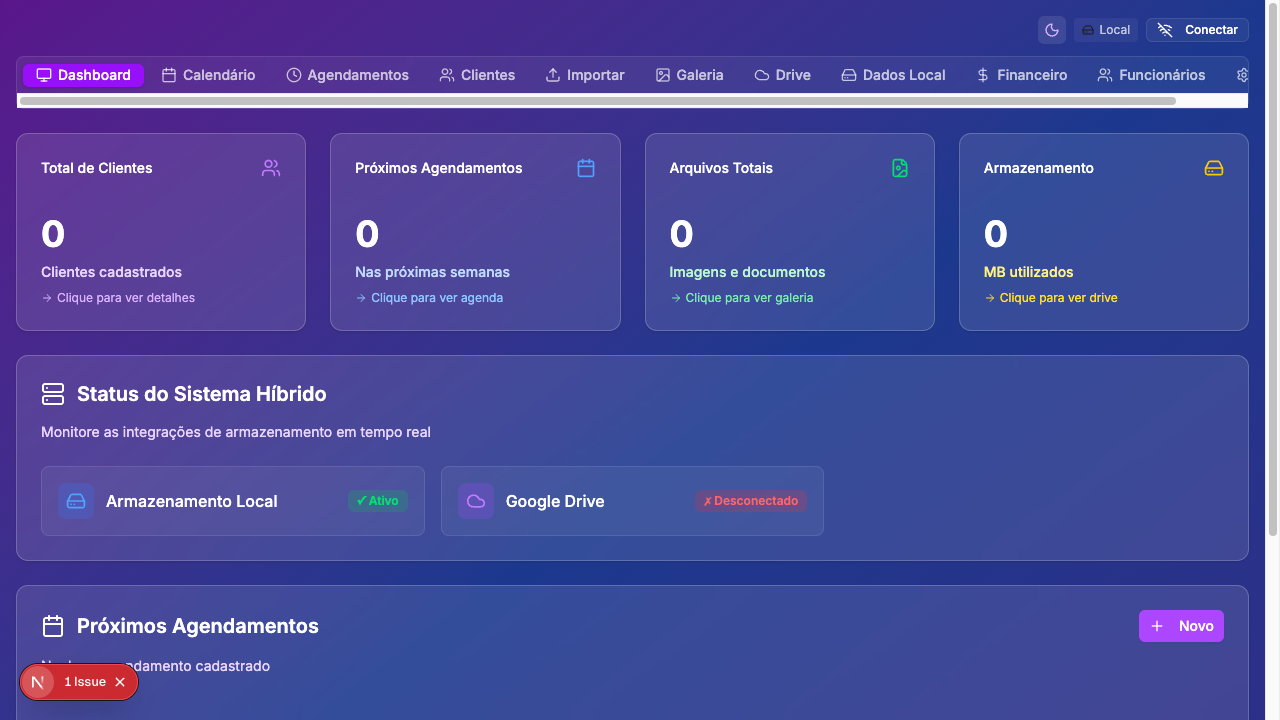 Local
Conectar
Dashboard
Calendário
Agendamentos
Clientes
Importar
Galeria
Drive
Dados Local
Financeiro
Funcionários
Total de Clientes
0
Clientes cadastrados
→ Clique para ver detalhes
Próximos Agendamentos
0
Nas próximas semanas
→ Clique para ver agenda
Arquivos Totais
0
Imagens e documentos
→ Clique para ver galeria
Armazenamento
0
MB utilizados
→ Clique para ver drive
Status do Sistema Híbrido
Monitore as integrações de armazenamento em tempo real
Armazenamento Local
✓ Ativo
Google Drive
✗ Desconectado
Próximos Agendamentos
+ Novo
cadastrado
N
1 Issue